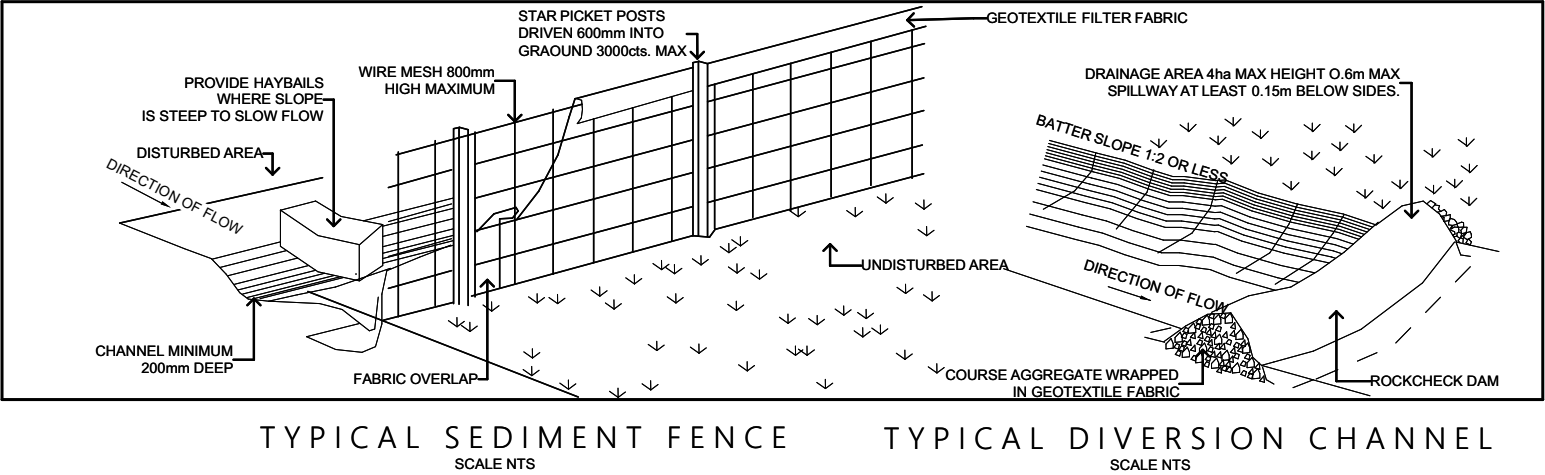 STAR PICKET POSTS
DRIVEN 600mm INTO
GRAOUND 3000cts. MAX
GEOTEXTILE FILTER FABRIC
WIRE MESH 800mm
HIGH MAXIMUM
PROVIDE HAYBAILS
WHERE SLOPE
IS STEEP TO SLOW FLOW
DISTURBED AREA
DIRECTION OF FLOW
UNDISTURBED AREA
CHANNEL MINIMUM
200mm DEEP
FABRIC OVERLAP
DRAINAGE AREA 4ha MAX HEIGHT O.6m MAX
SPILLWAY AT LEAST 0.15m BELOW SIDES.
BATTER SLOPE 1:2 OR LESS
DIRECTION OF FLOW
COURSE AGGREGATE WRAPPED
IN GEOTEXTILE FABRIC
ROCKCHECK DAM
TYPICAL SEDIMENT FENCE
SCALE NTS
TYPICAL DIVERSION CHANNEL
SCALE NTS